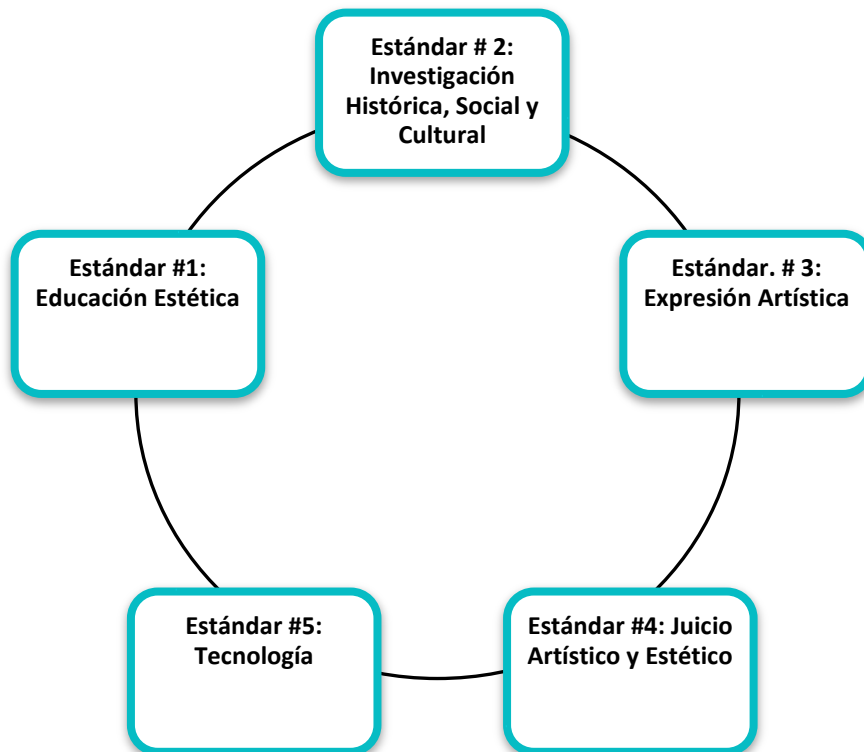 Estándar # 2:
Investigación
Histórica, Social y
Cultural
Estándar #1:
Educación Estética
Estándar. # 3:
Expresión Artística
Estándar #5:
Tecnología
Estándar #4: Juicio
Artístico y Estético